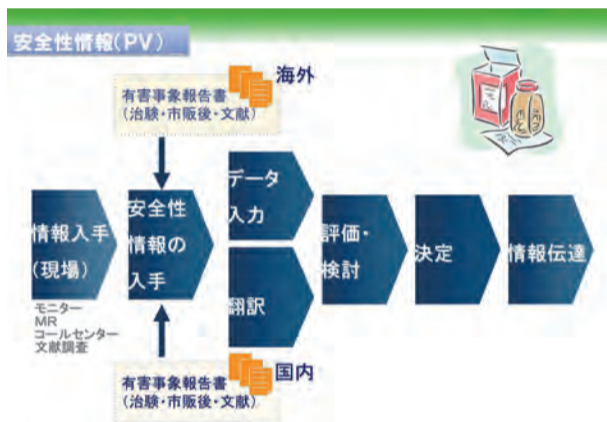 安全性情報(PV)
海外
有害事象報告書
(治験・市販後・文献)
情報入手
(現場)
モニター
MR
コールセンター
文献調査
安全性
情報の
入手
データ
入力
翻訳
評価・
検討
決定
情報伝達
国内
有害事象報告書
(治験・市販後・文献)